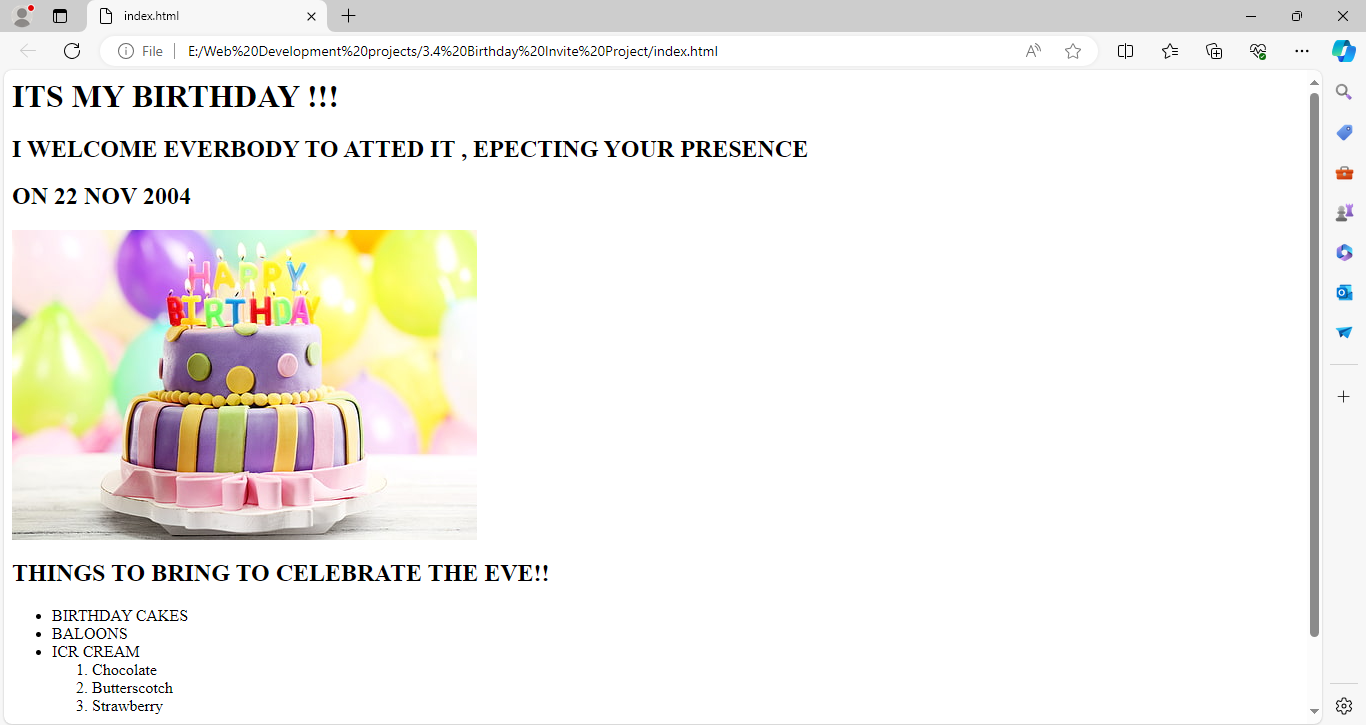 index.html
File
E:/Web%20Development%20projects/3.4%20Birthday%20Invite%20Project/index.html
ITS MY BIRTHDAY !!!
I WELCOME EVERBODY TO ATTED IT , EPECTING YOUR PRESENCE
ON 22 NOV 2004
HAPPY
BIRTHDAY
THINGS TO BRING TO CELEBRATE THE EVE!!
• BIRTHDAY CAKES
• BALOONS
• ICR CREAM
1. Chocolate
2. Butterscotch
3. Strawberry